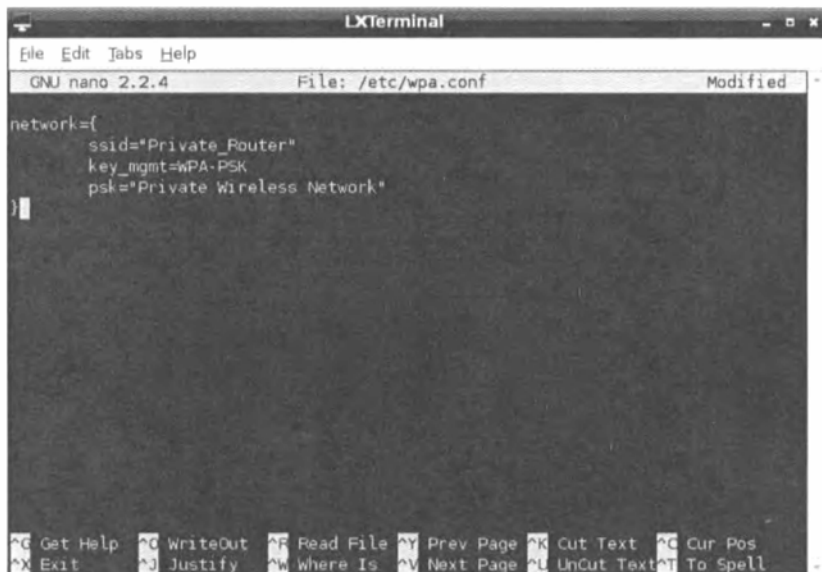 LXTerminal
File Edit Tabs Help
GNU nano 2.2.4 File: /etc/wpa.conf Modified
network={
ssid="Private_Router"
key_mgmt=WPA-PSK
psk="Private Wireless Network"
}
^G Get Help ^O WriteOut ^R Read File ^Y Prev Page ^K Cut Text ^C Cur Pos
^X Exit ^J Justify ^W Where Is ^V Next Page ^U UnCut Text ^T To Spell